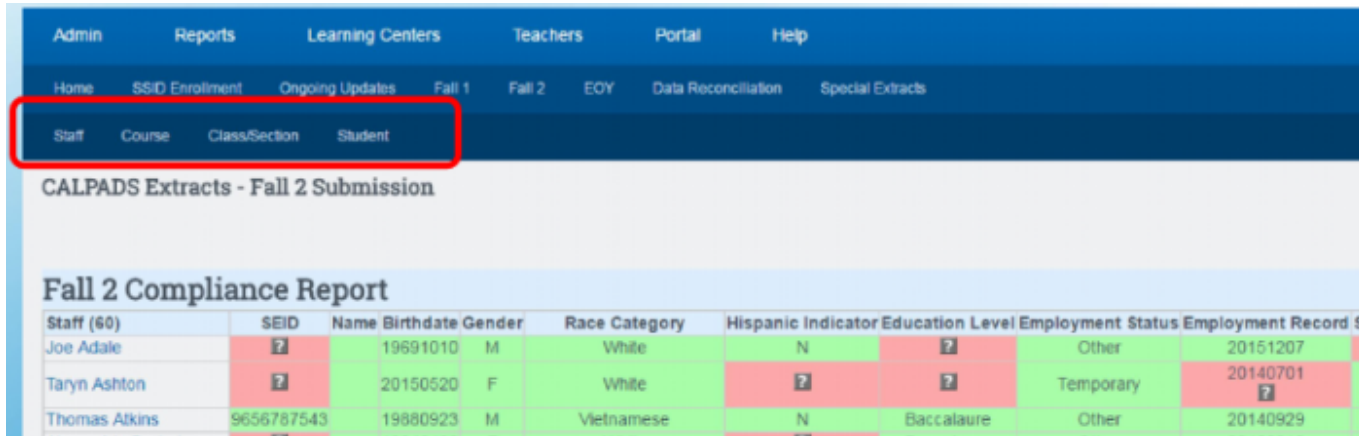 Admin Reports Learning Centers Teachers Portal Help
Home SSID Enrollment Ongoing Updates Fall 1 Fall 2 EOY Data Reconciliation Special Extracts
Staff Course Class/Section Student
CALPADS Extracts - Fall 2 Submission
Fall 2 Compliance Report
Staff (60) SEID Name Birthdate Gender Race Category Hispanic Indicator Education Level Employment Status Employment Record
Joe Adale ? 19691010 M White N ? Other 20151207
Taryn Ashton ? 20150520 F White ? ? Temporary 20140701 ?
Thomas Atkins 9656787543 19880923 M Vietnamese N Baccalaure Other 20140929